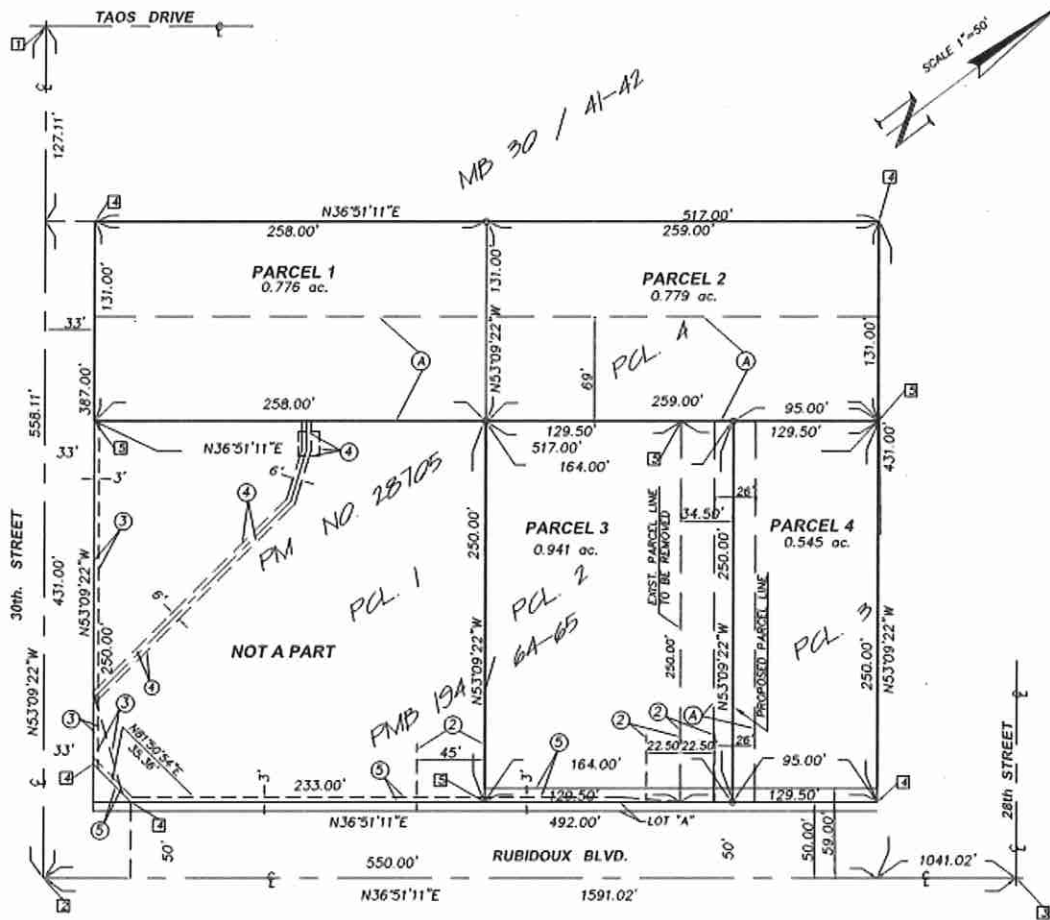 TAOS DRIVE
℄
1
SCALE 1"=50'
N
℄
127.11'
MB 30 / 41-42
4
N36°51'11"E
517.00'
4
258.00'
259.00'
PARCEL 1
0.776 ac.
PARCEL 2
0.779 ac.
131.00'
131.00'
N53°09'22"W
131.00'
33'
PCL. A
A
A
69'
387.00'
558.11'
258.00'
259.00'
95.00'
5
N36°51'11"E
129.50'
129.50'
517.00'
164.00'
33'
5
5
431.00'
3'
4
6'
26'
34.50'
3
4
PM NO. 28705
PARCEL 3
0.941 ac.
PARCEL 4
0.545 ac.
250.00'
250.00'
EXIST. PARCEL LINE
TO BE REMOVED
30th. STREET
431.00'
N53°09'22"W
6'
PCL. 1
PCL. 2
64-65
PCL. 3
NOT A PART
250.00'
4
250.00'
N53°09'22"W
PROPOSED PARCEL LINE
250.00'
N53°09'22"W
N53°09'22"W
3
3
PMB 194
2
2
2
A
33'
N81°50'54"E
35.36'
45'
5
22.50'
22.50'
26'
28th STREET
4
233.00'
5
3'
5
3'
164.00'
95.00'
4
129.50'
129.50'
5
4
N36°51'11"E
492.00'
LOT "A"
50'
RUBIDOUX BLVD.
50'
50.00'
59.00'
℄
550.00'
℄
1041.02'
℄
N36°51'11"E
1591.02'
2
3